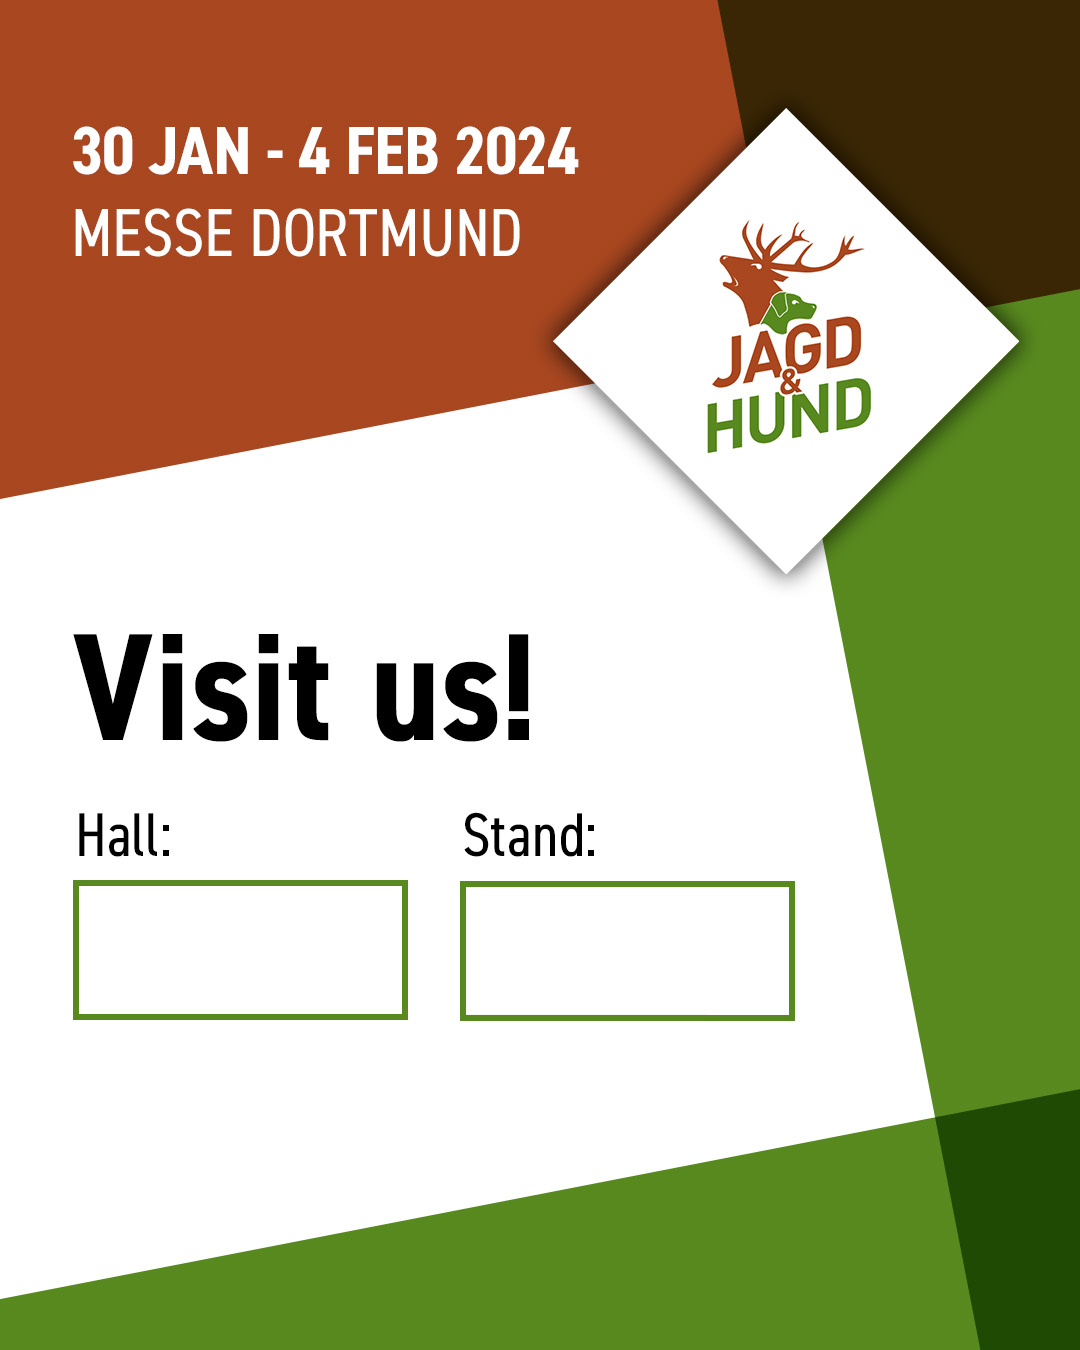 30 JAN - 4 FEB 2024
MESSE DORTMUND
JAGD
&
HUND
Visit us!
Hall:
Stand: